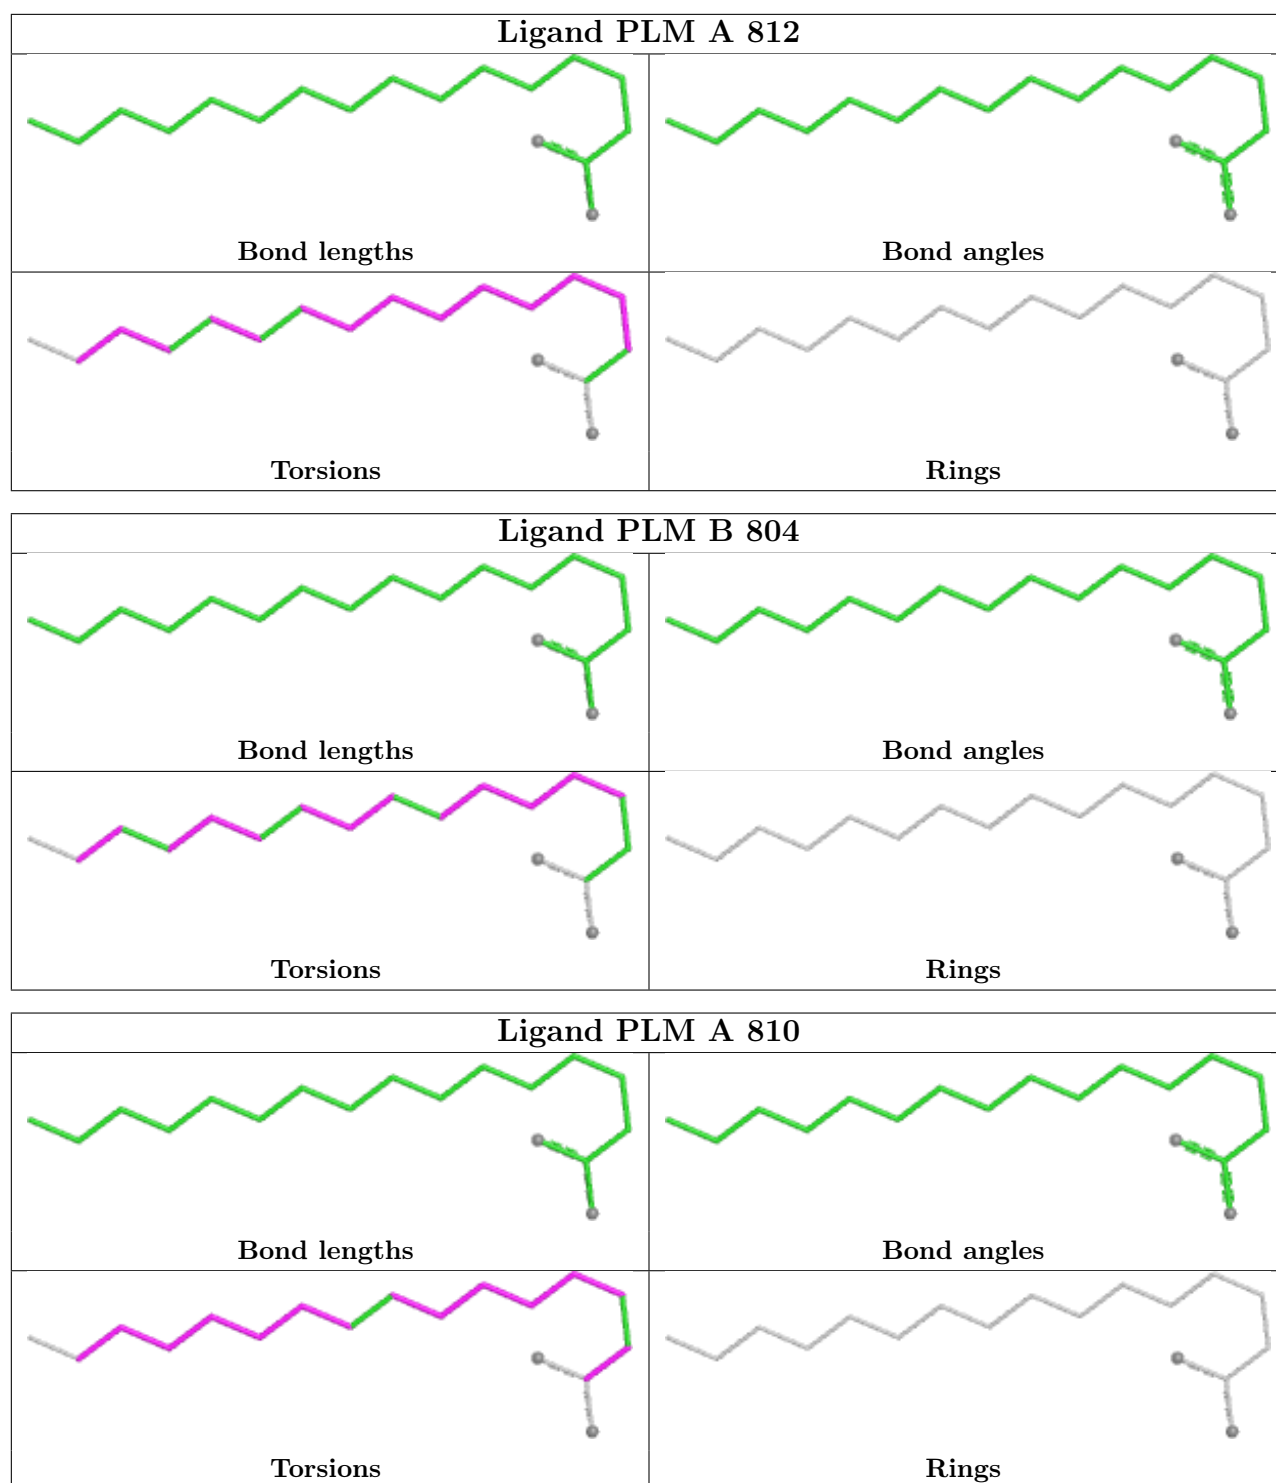 Ligand PLM A 812
Bond lengths
Bond angles
Torsions
Rings
Ligand PLM B 804
Bond lengths
Bond angles
Torsions
Rings
Ligand PLM A 810
Bond lengths
Bond angles
Torsions
Rings